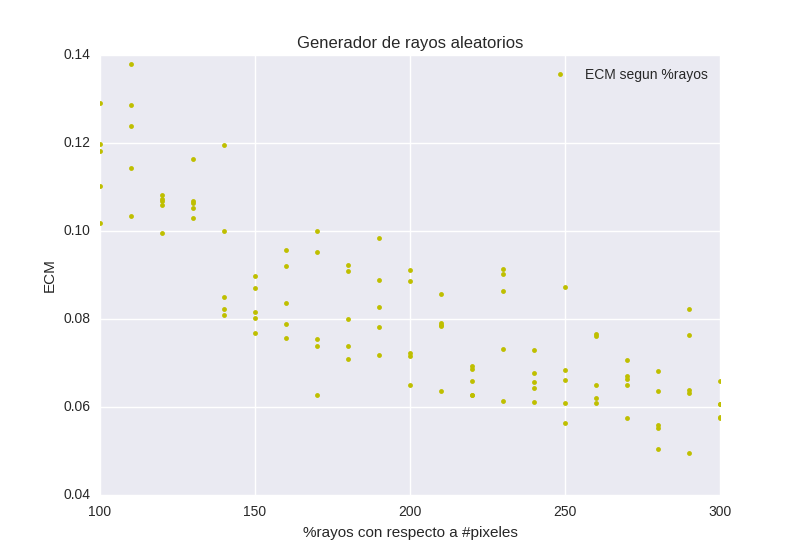 Generador de rayos aleatorios
ECM segun %rayos
0.14
0.12
0.10
0.08
0.06
0.04
ECM
100 150 200 250 300
%rayos con respecto a #pixeles